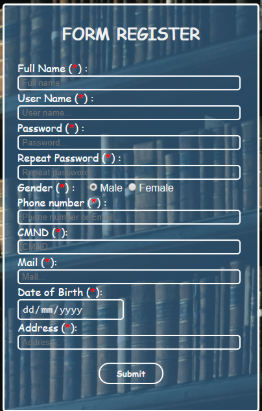 FORM REGISTER
Full Name (*) :
Full name...
User Name (*) :
User name...
Password (*) :
Password...
Repeat Password (*) :
Repeat password...
Gender (*) : Male Female
Phone number (*) :
Phone number or Email...
CMND (*):
CMND...
Mail (*):
Mail...
Date of Birth (*):
dd/mm/yyyy
Address (*):
Address...
Submit